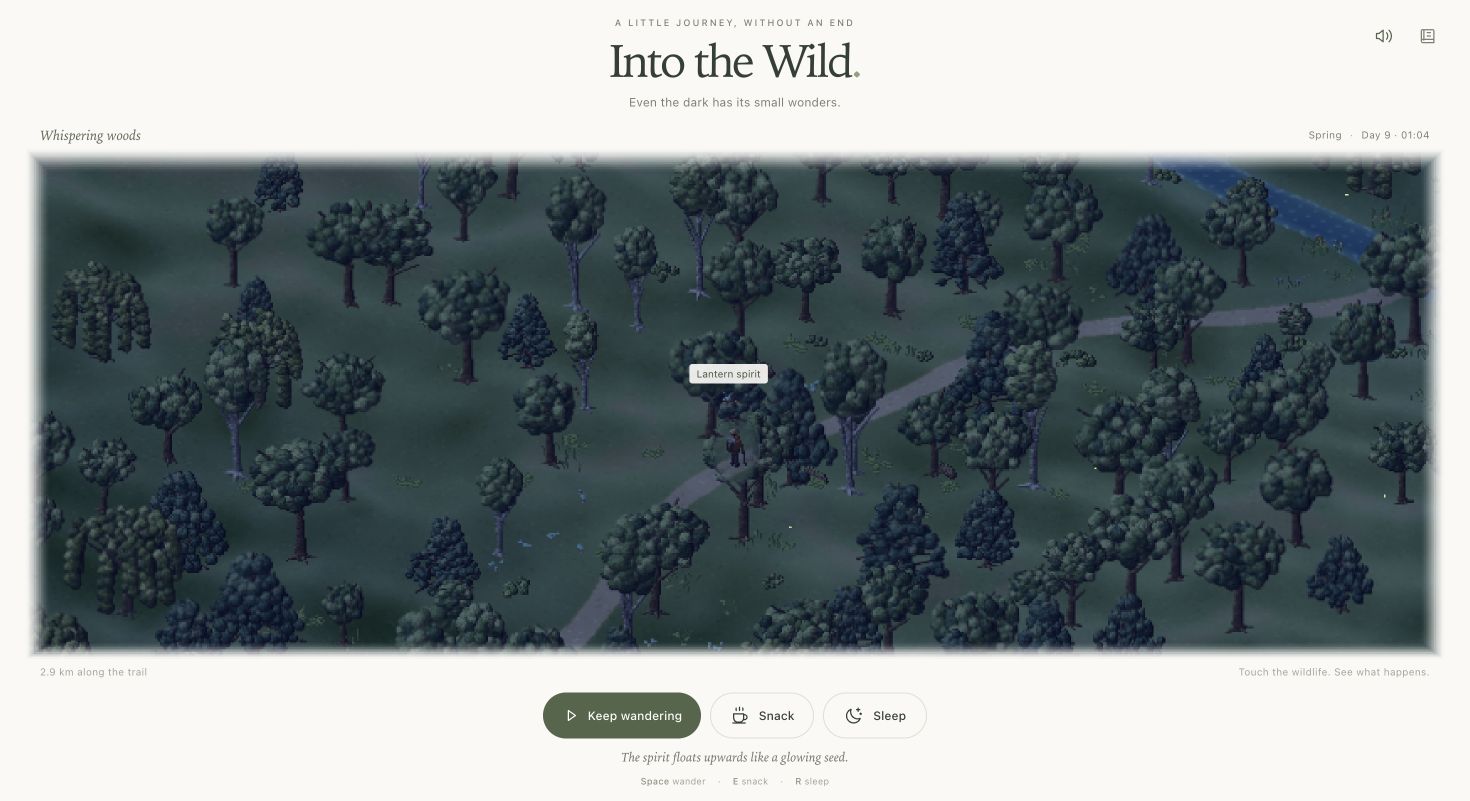 A LITTLE JOURNEY, WITHOUT AN END
Into the Wild.
Even the dark has its small wonders.
Whispering woods
Spring · Day 9 · 01:04
Lantern spirit
2.9 km along the trail
Touch the wildlife. See what happens.
Keep wandering
Snack
Sleep
The spirit floats upwards like a glowing seed.
Space wander · E snack · R sleep